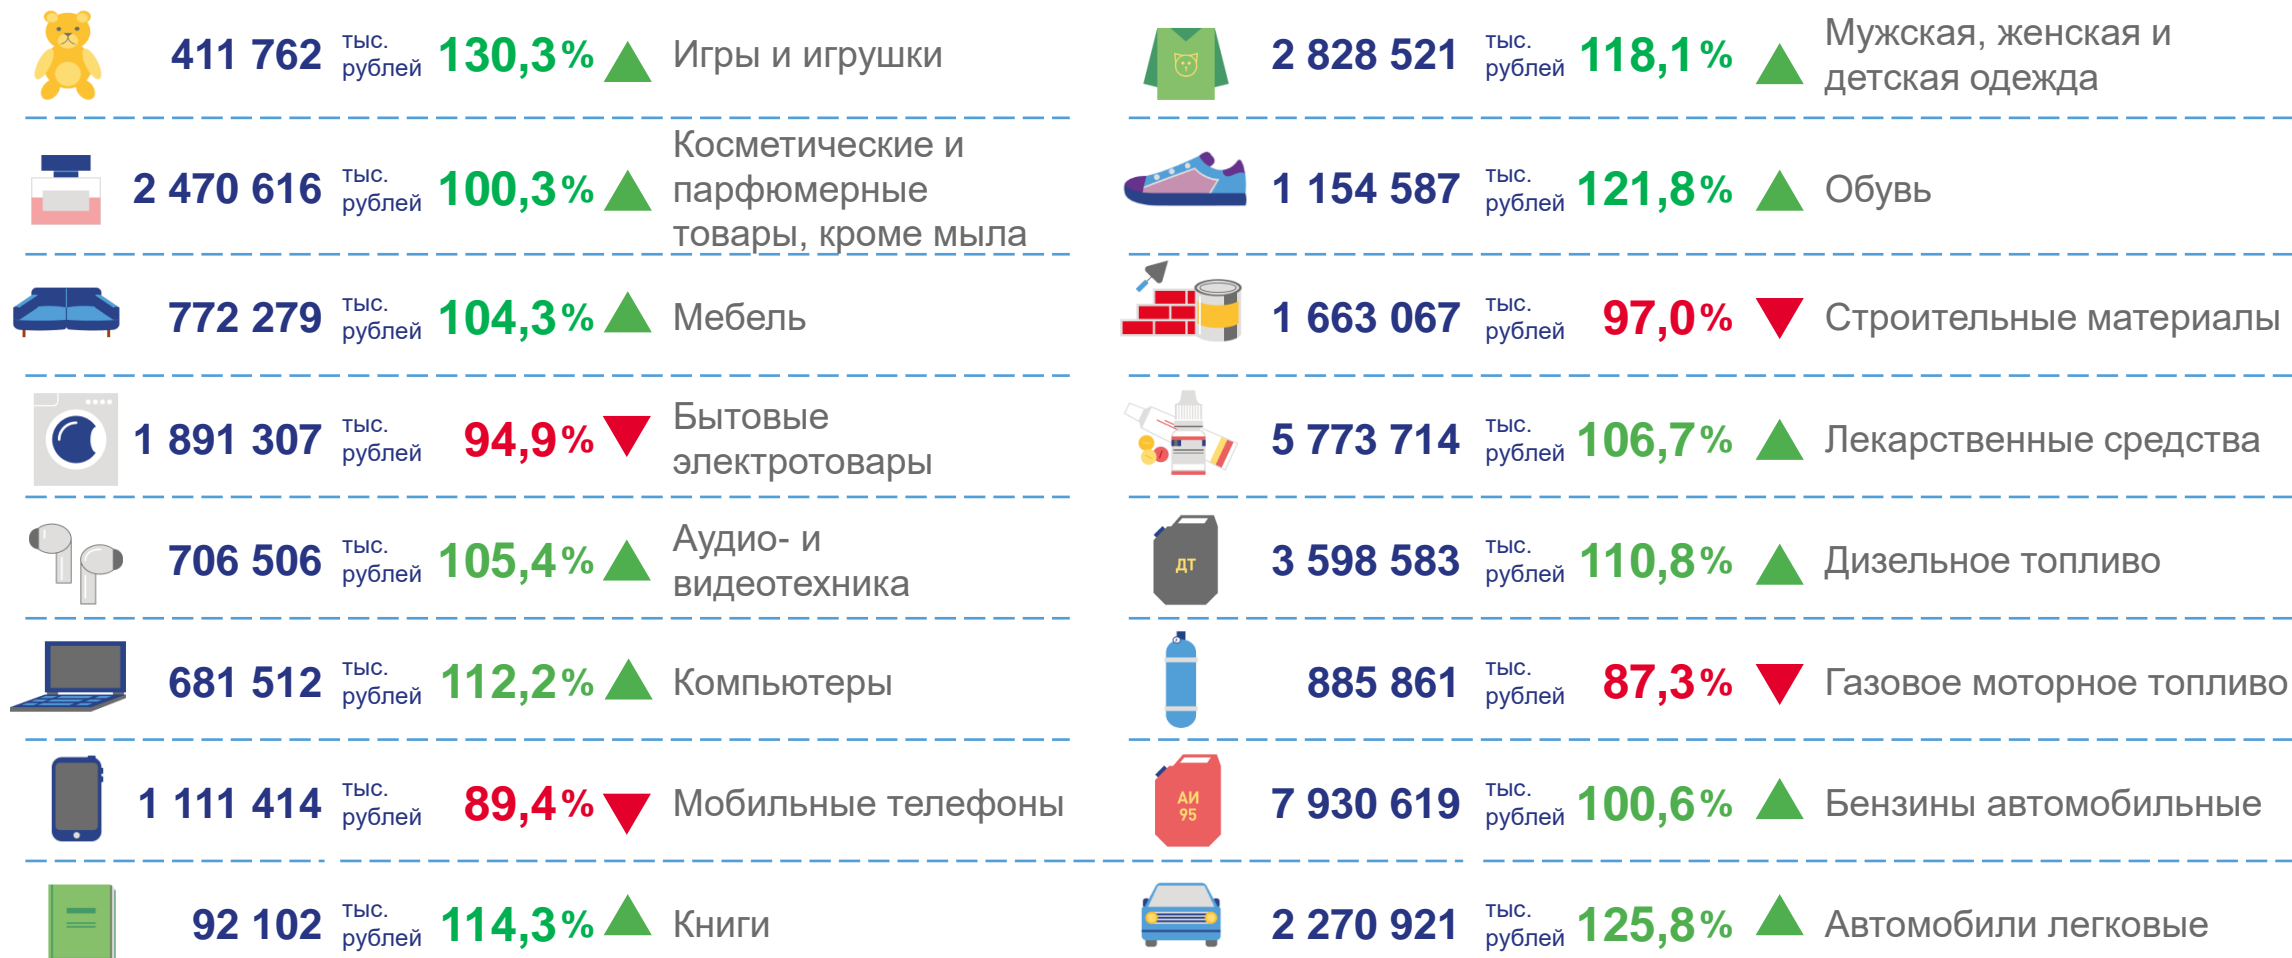 411 762 тыс. рублей 130,3% Игры и игрушки
2 470 616 тыс. рублей 100,3% Косметические и
парфюмерные
товары, кроме мыла
772 279 тыс. рублей 104,3% Мебель
1 891 307 тыс. рублей 94,9% Бытовые
электротовары
706 506 тыс. рублей 105,4% Аудио- и
видеотехника
681 512 тыс. рублей 112,2% Компьютеры
1 111 414 тыс. рублей 89,4% Мобильные телефоны
92 102 тыс. рублей 114,3% Книги
2 828 521 тыс. рублей 118,1% Мужская, женская и
детская одежда
1 154 587 тыс. рублей 121,8% Обувь
1 663 067 тыс. рублей 97,0% Строительные материалы
5 773 714 тыс. рублей 106,7% Лекарственные средства
ДТ
3 598 583 тыс. рублей 110,8% Дизельное топливо
885 861 тыс. рублей 87,3% Газовое моторное топливо
АИ
95
7 930 619 тыс. рублей 100,6% Бензины автомобильные
2 270 921 тыс. рублей 125,8% Автомобили легковые